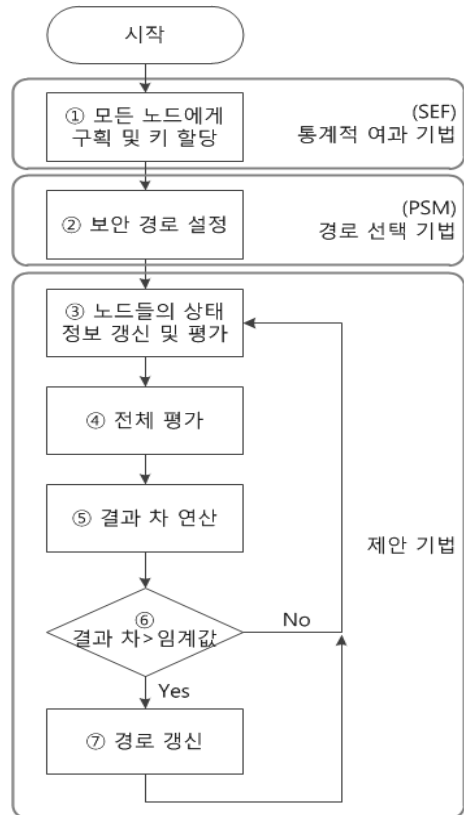 시작
① 모든 노드에게
구획 및 키 할당
(SEF)
통계적 여과 기법
② 보안 경로 설정
(PSM)
경로 선택 기법
③ 노드들의 상태
정보 갱신 및 평가
④ 전체 평가
⑤ 결과 차 연산
제안 기법
⑥
결과 차>임계값
No
Yes
⑦ 경로 갱신